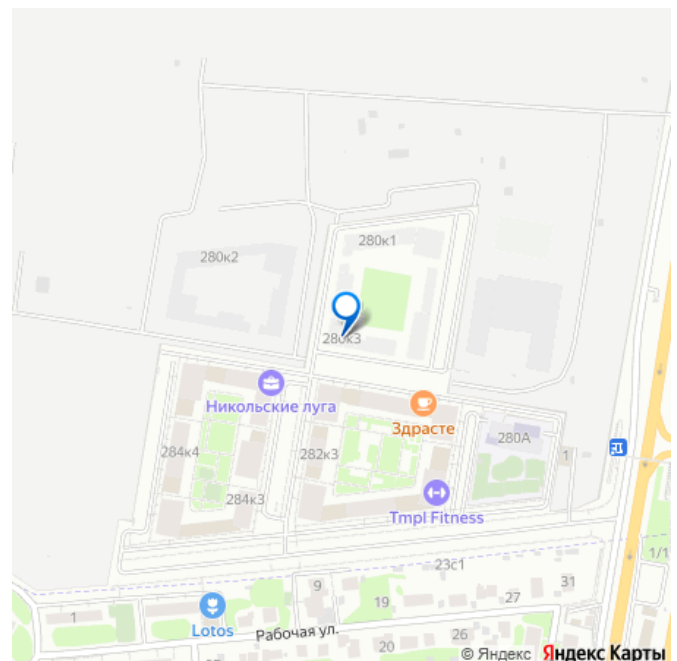 280к1
280к2
280к3
Никольские луга
Здрасте
284к4
282к3
280А
1
284к3
Tmpl Fitness
23с1
1/1
9
31
1
19
27
Lotos
Рабочая ул.
26
20
© Яндекс Яндекс Карты